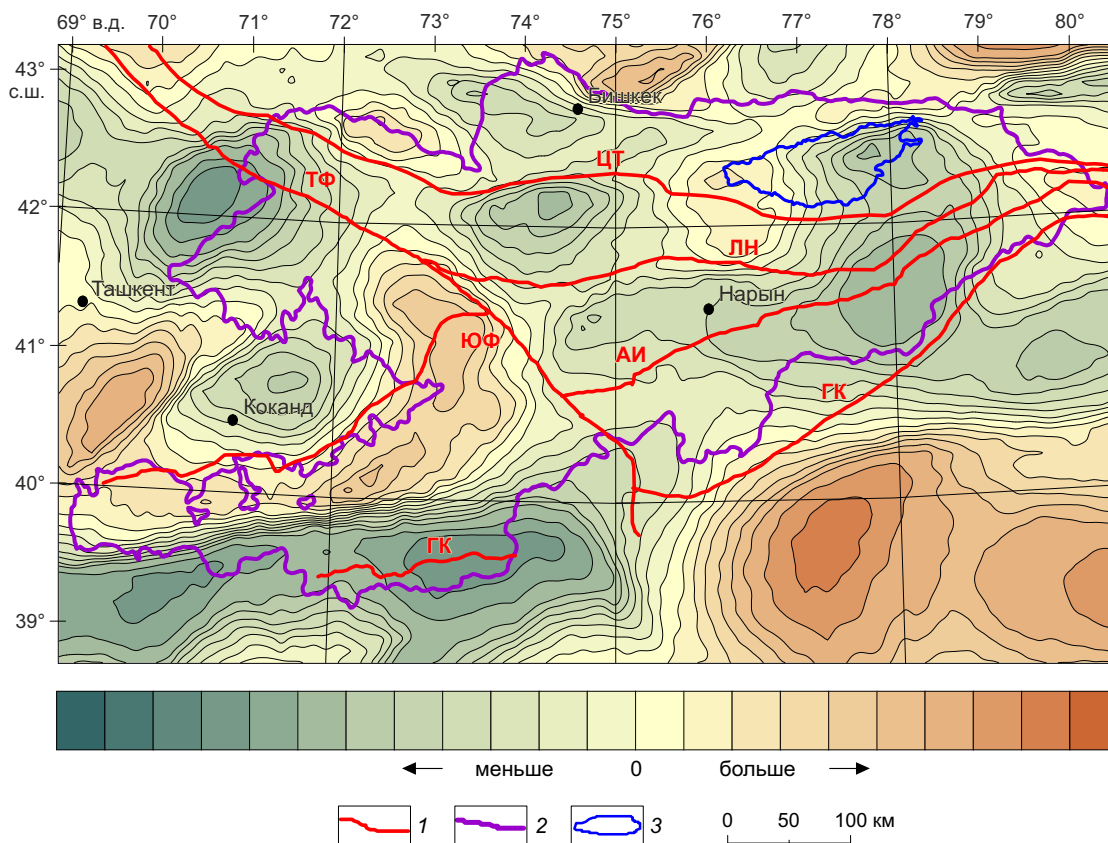 69° в.д. 70° 71° 72° 73° 74° 75° 76° 77° 78° 79° 80°
43°
с.ш.
Бишкек
ЦТ
ТФ
42°
ЛН
Ташкент
Нарын
41°
ЮФ
АИ
ГК
Коканд
40°
ГК
39°
меньше 0 больше
1 2 3 0 50 100 км